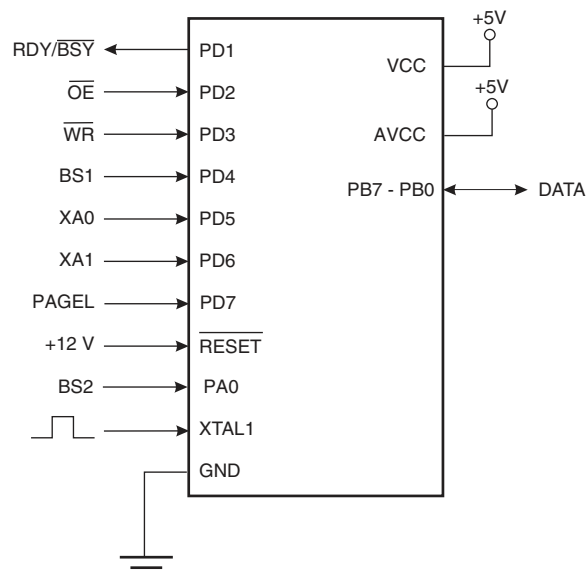 RDY/BSY PD1
+5V
VCC
OE PD2
+5V
WR PD3
AVCC
BS1 PD4
PB7 - PB0 DATA
XA0 PD5
XA1 PD6
PAGEL PD7
+12 V RESET
BS2 PA0
XTAL1
GND